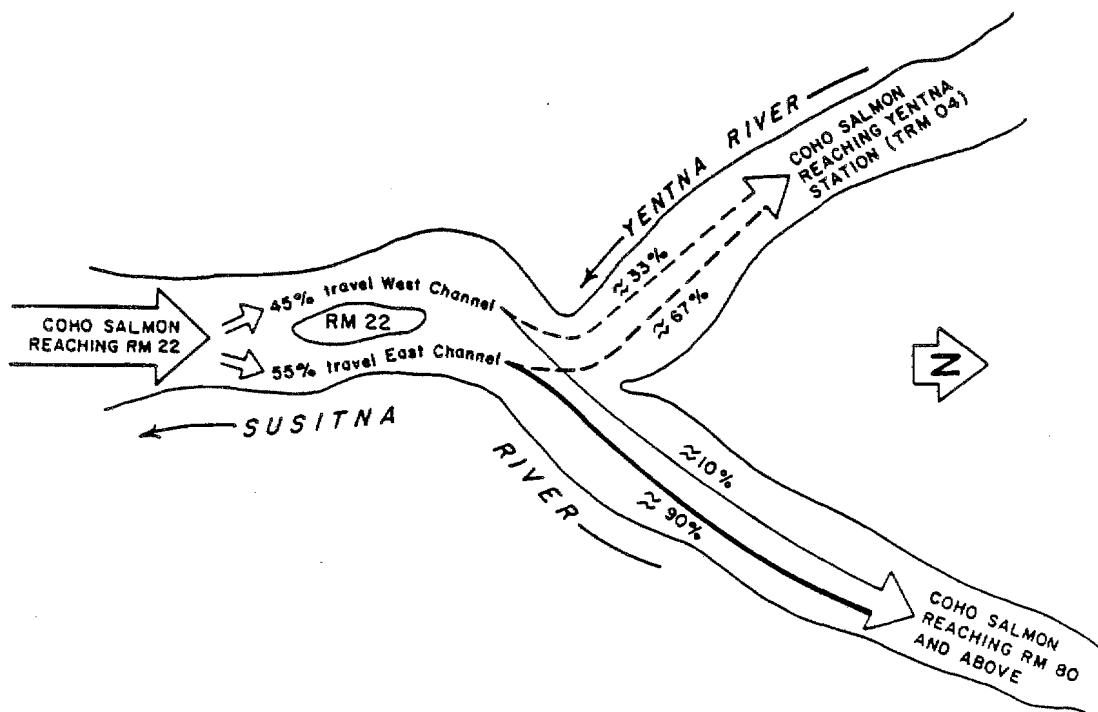 YENTNA RIVER
COHO SALMON
REACHING YENTNA
STATION (TRM 04)
≈ 33%
≈ 67%
COHO SALMON
REACHING RM 22
45% travel West Channel
RM 22
55% travel East Channel
SUSITNA
RIVER
N
≈ 10%
≈ 90%
COHO SALMON
REACHING RM 80
AND ABOVE